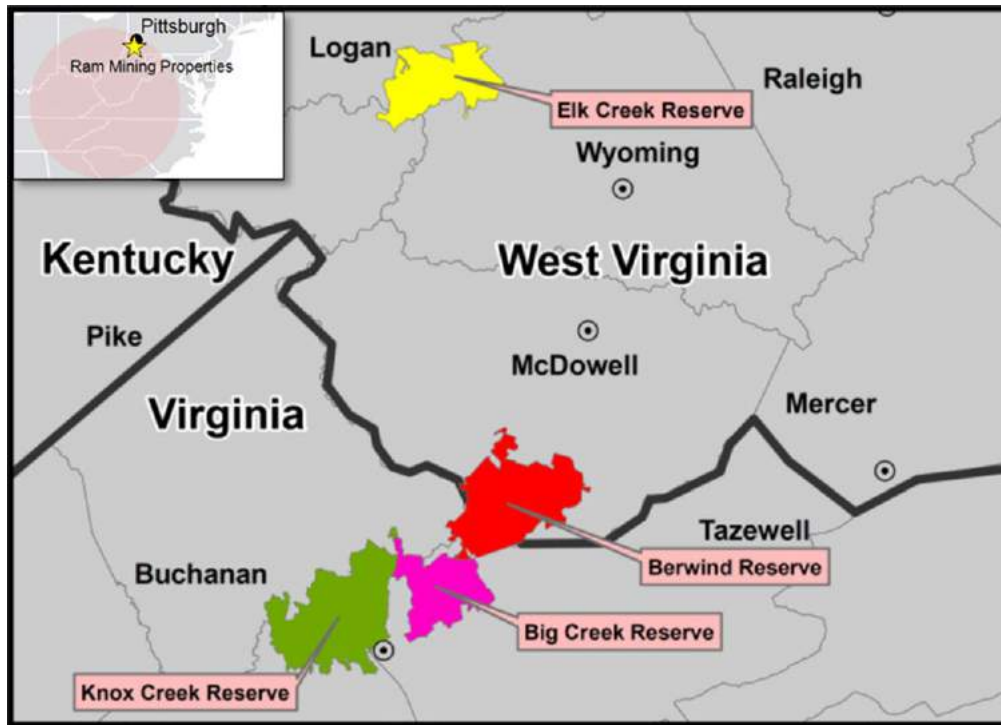 Pittsburgh
Ram Mining Properties
Logan
Raleigh
Elk Creek Reserve
Wyoming
Kentucky
West Virginia
Pike
McDowell
Virginia
Mercer
Tazewell
Berwind Reserve
Buchanan
Big Creek Reserve
Knox Creek Reserve